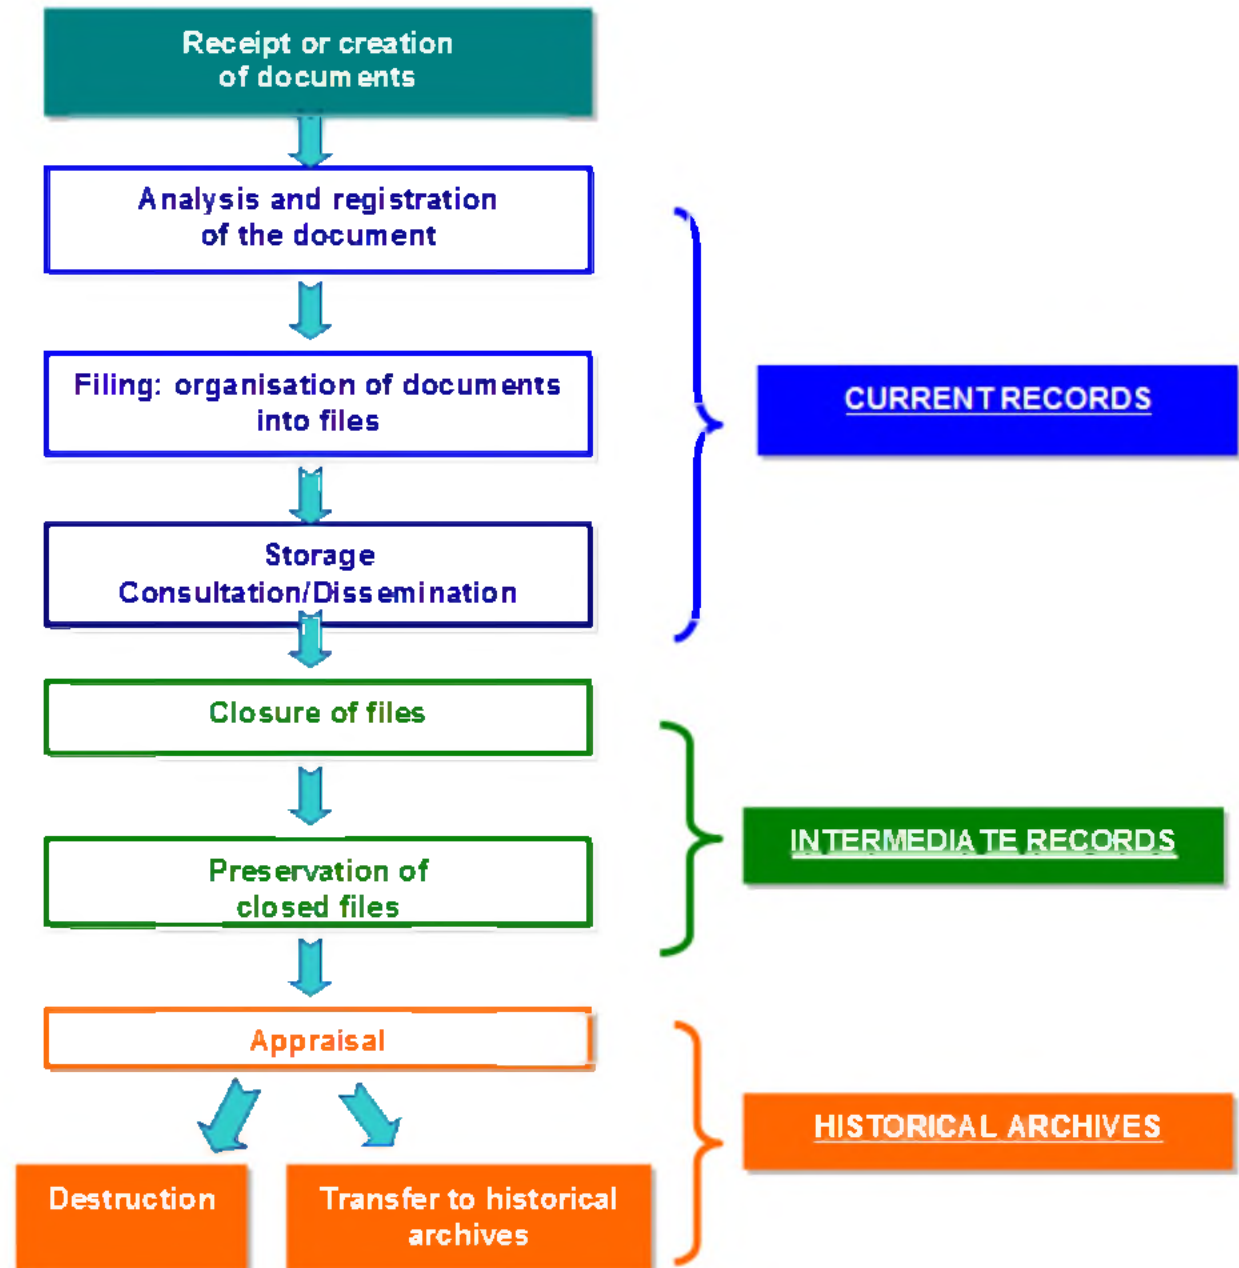 Receipt or creation
of documents
Analysis and registration
of the document
Filing: organisation of documents
into files
CURRENT RECORDS
Storage
Consultation/Dissemination
Closure of files
INTERMEDIATE RECORDS
Preservation of
closed files
Appraisal
HISTORICAL ARCHIVES
Destruction
Transfer to historical
archives